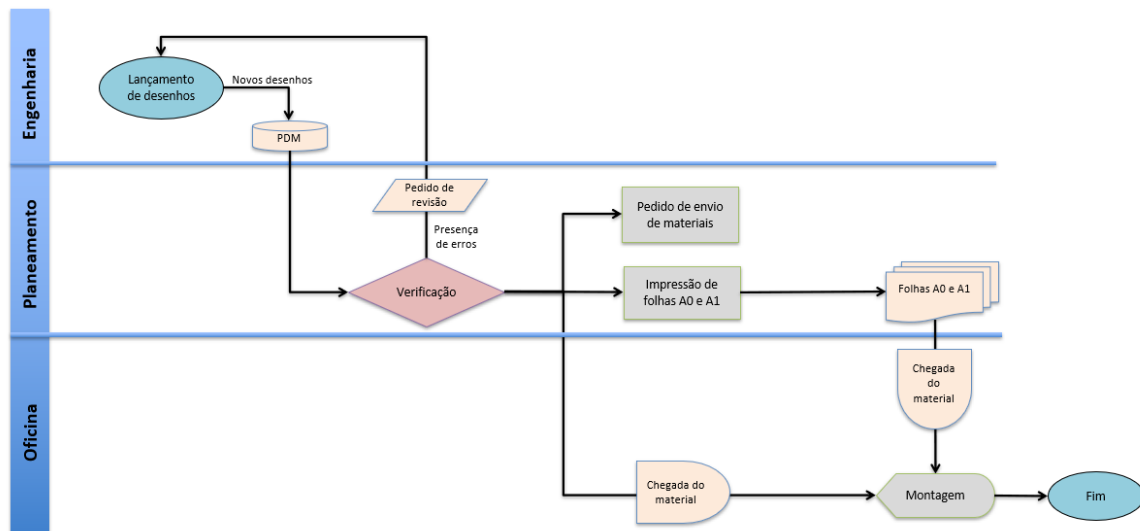 Engenharia
Lançamento
de desenhos
Novos desenhos
PDM
Planeamento
Pedido de
revisão
Presença
de erros
Verificação
Pedido de envio
de materiais
Impressão de
folhas A0 e A1
Folhas A0 e A1
Oficina
Chegada
do
material
Chegada do
material
Montagem
Fim